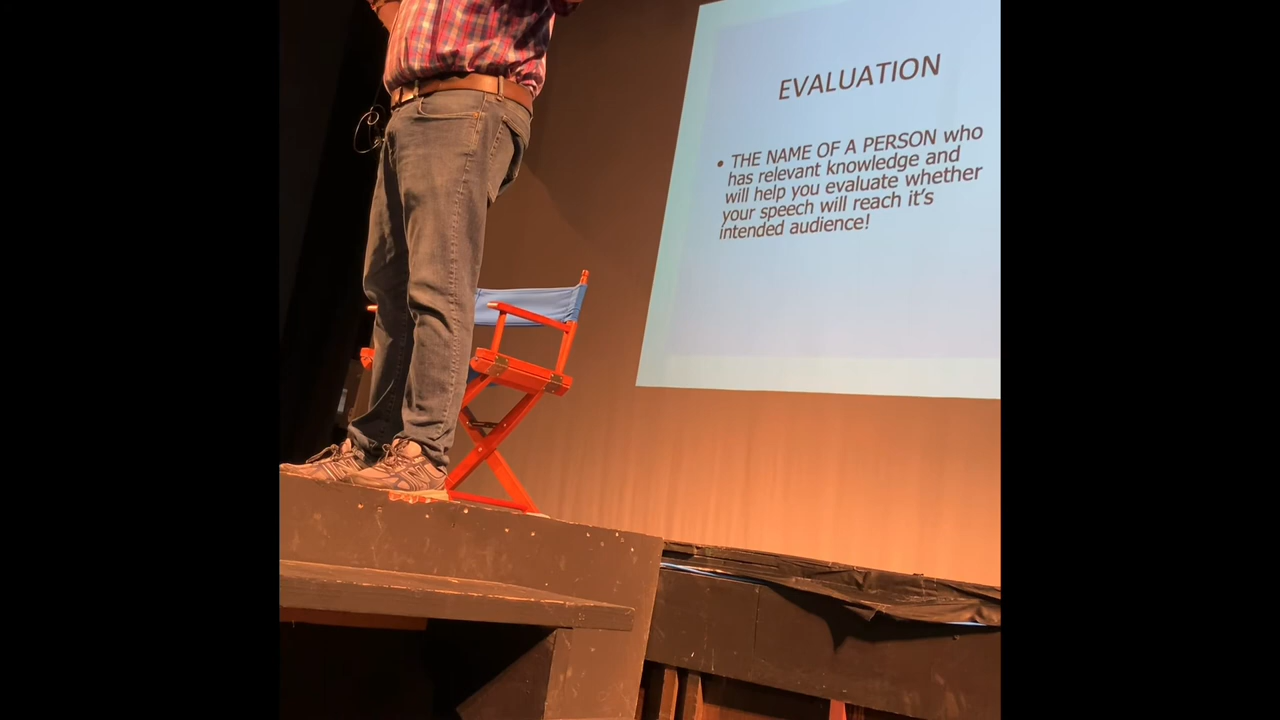 EVALUATION
• THE NAME OF A PERSON who
has relevant knowledge and
will help you evaluate whether
your speech will reach it's
intended audience!